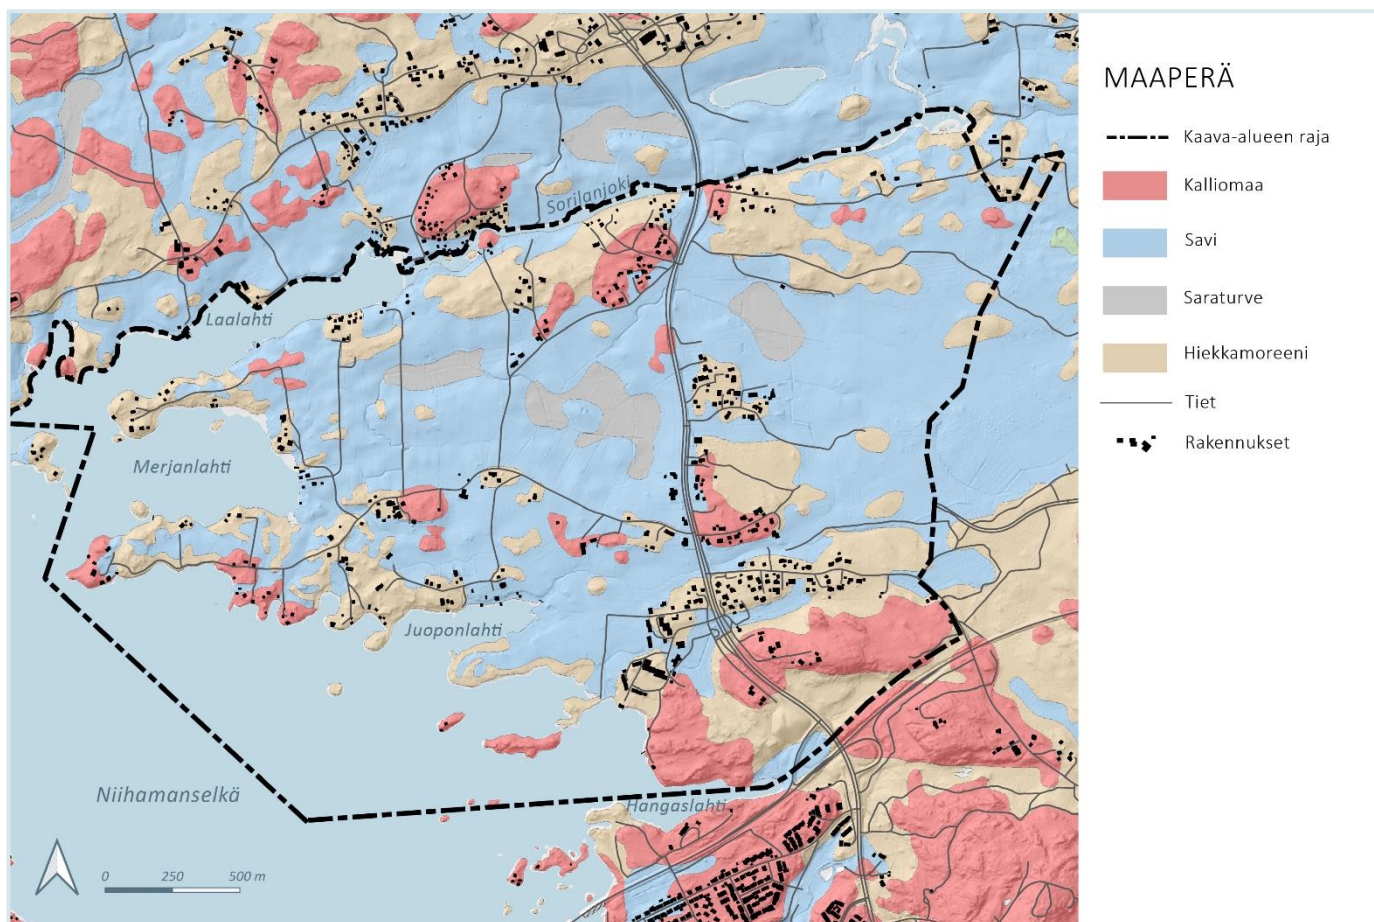 MAAPERÄ
Kaava-alueen raja
Kalliomaa
Savi
Saraturve
Hiekkamoreeni
Tiet
Rakennukset
Sorilanjoki
Laalahti
Merjanlahti
Juoponlahti
Niihamanselkä
Hangaslahti
0 250 500 m